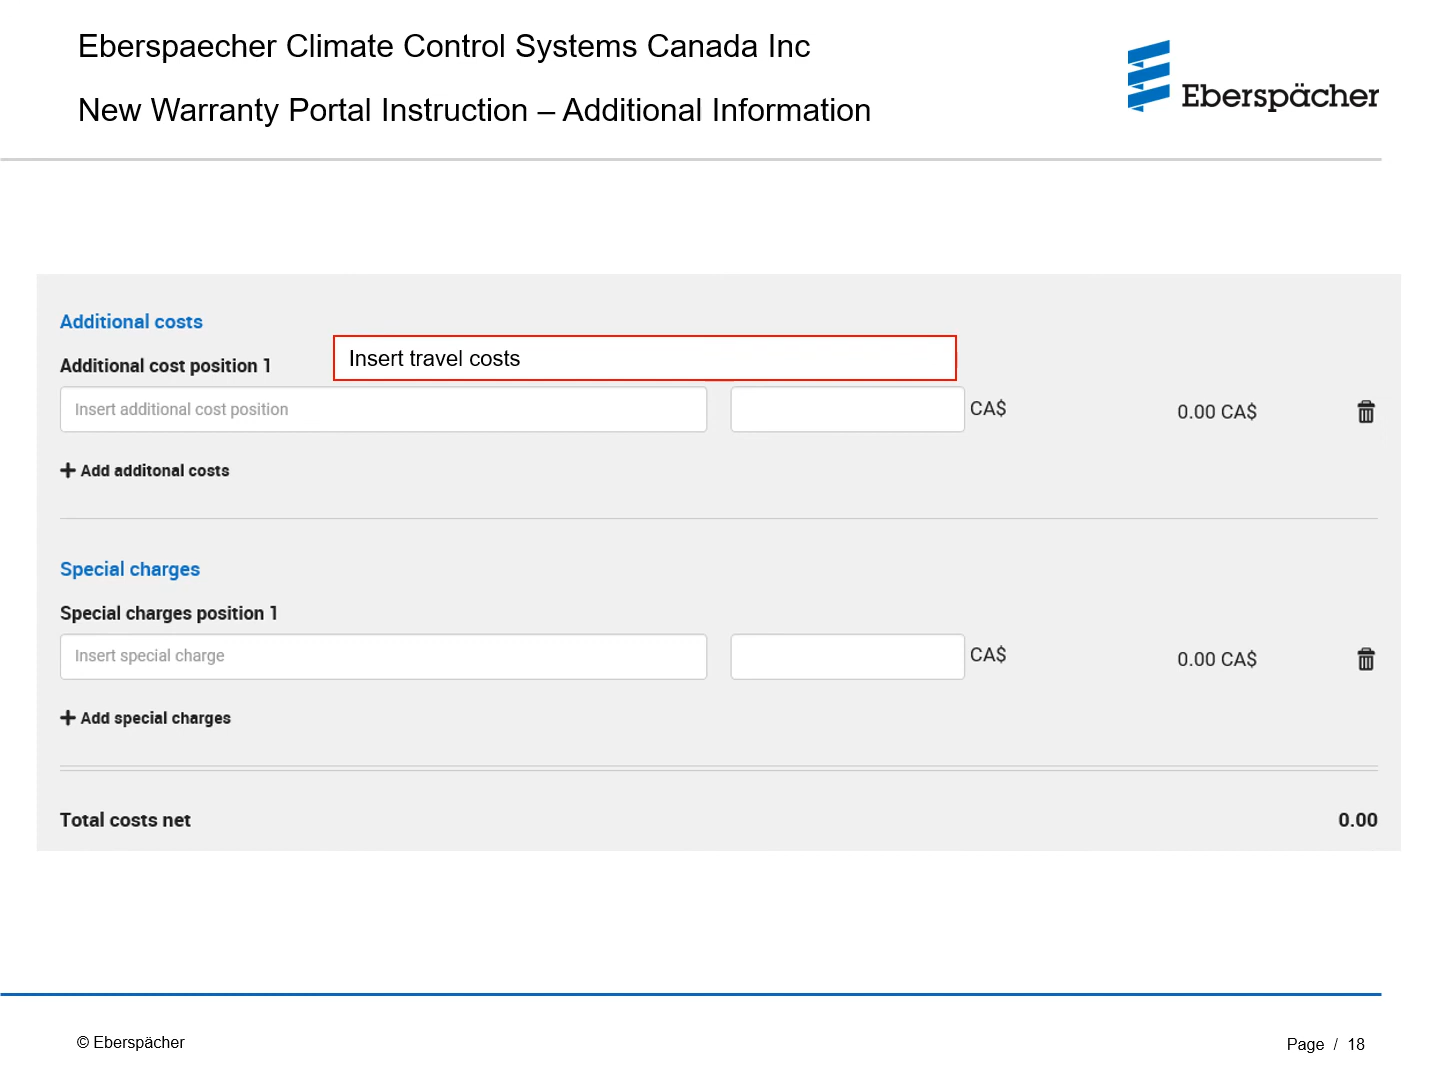 Eberspaecher Climate Control Systems Canada Inc
New Warranty Portal Instruction – Additional Information
Eberspächer
Additional costs
Additional cost position 1
Insert travel costs
Insert additional cost position
CA$
0.00 CA$
Add additonal costs
Special charges
Special charges position 1
Insert special charge
CA$
0.00 CA$
Add special charges
Total costs net
0.00
© Eberspächer
Page / 18